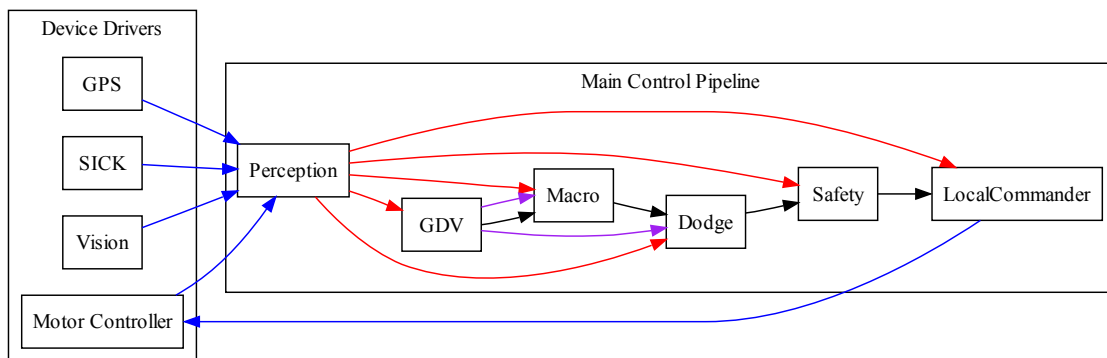 Device Drivers
GPS
SICK
Vision
Motor Controller
Main Control Pipeline
Perception
GDV
Macro
Dodge
Safety
LocalCommander